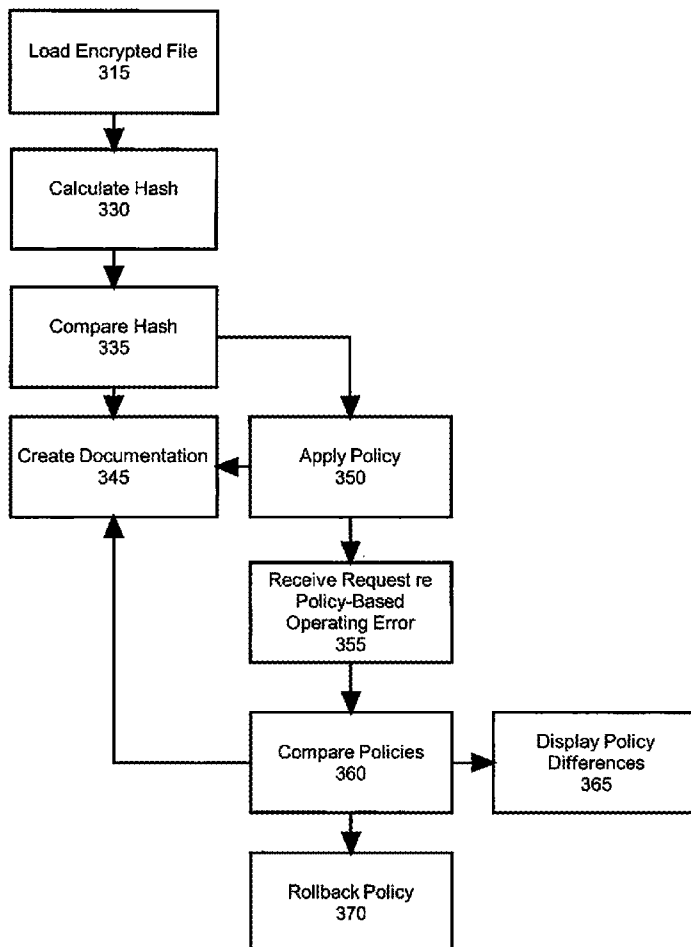 Load Encrypted File
315
Calculate Hash
330
Compare Hash
335
Create Documentation
345
Apply Policy
350
Receive Request re
Policy-Based
Operating Error
355
Compare Policies
360
Display Policy
Differences
365
Rollback Policy
370